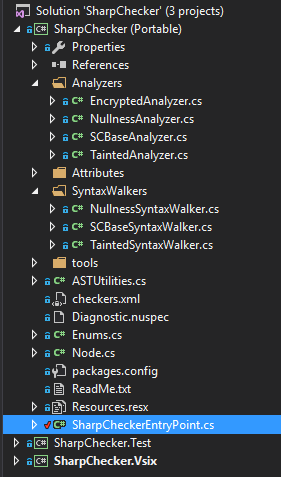 Solution 'SharpChecker' (3 projects)
C# SharpChecker (Portable)
Properties
References
Analyzers
C# EncryptedAnalyzer.cs
C# NullnessAnalyzer.cs
C# SCBaseAnalyzer.cs
C# TaintedAnalyzer.cs
Attributes
SyntaxWalkers
C# NullnessSyntaxWalker.cs
C# SCBaseSyntaxWalker.cs
C# TaintedSyntaxWalker.cs
tools
C# ASTUtilities.cs
checkers.xml
Diagnostic.nuspec
C# Enums.cs
C# Node.cs
packages.config
ReadMe.txt
Resources.resx
C# SharpCheckerEntryPoint.cs
C# SharpChecker.Test
C# SharpChecker.Vsix